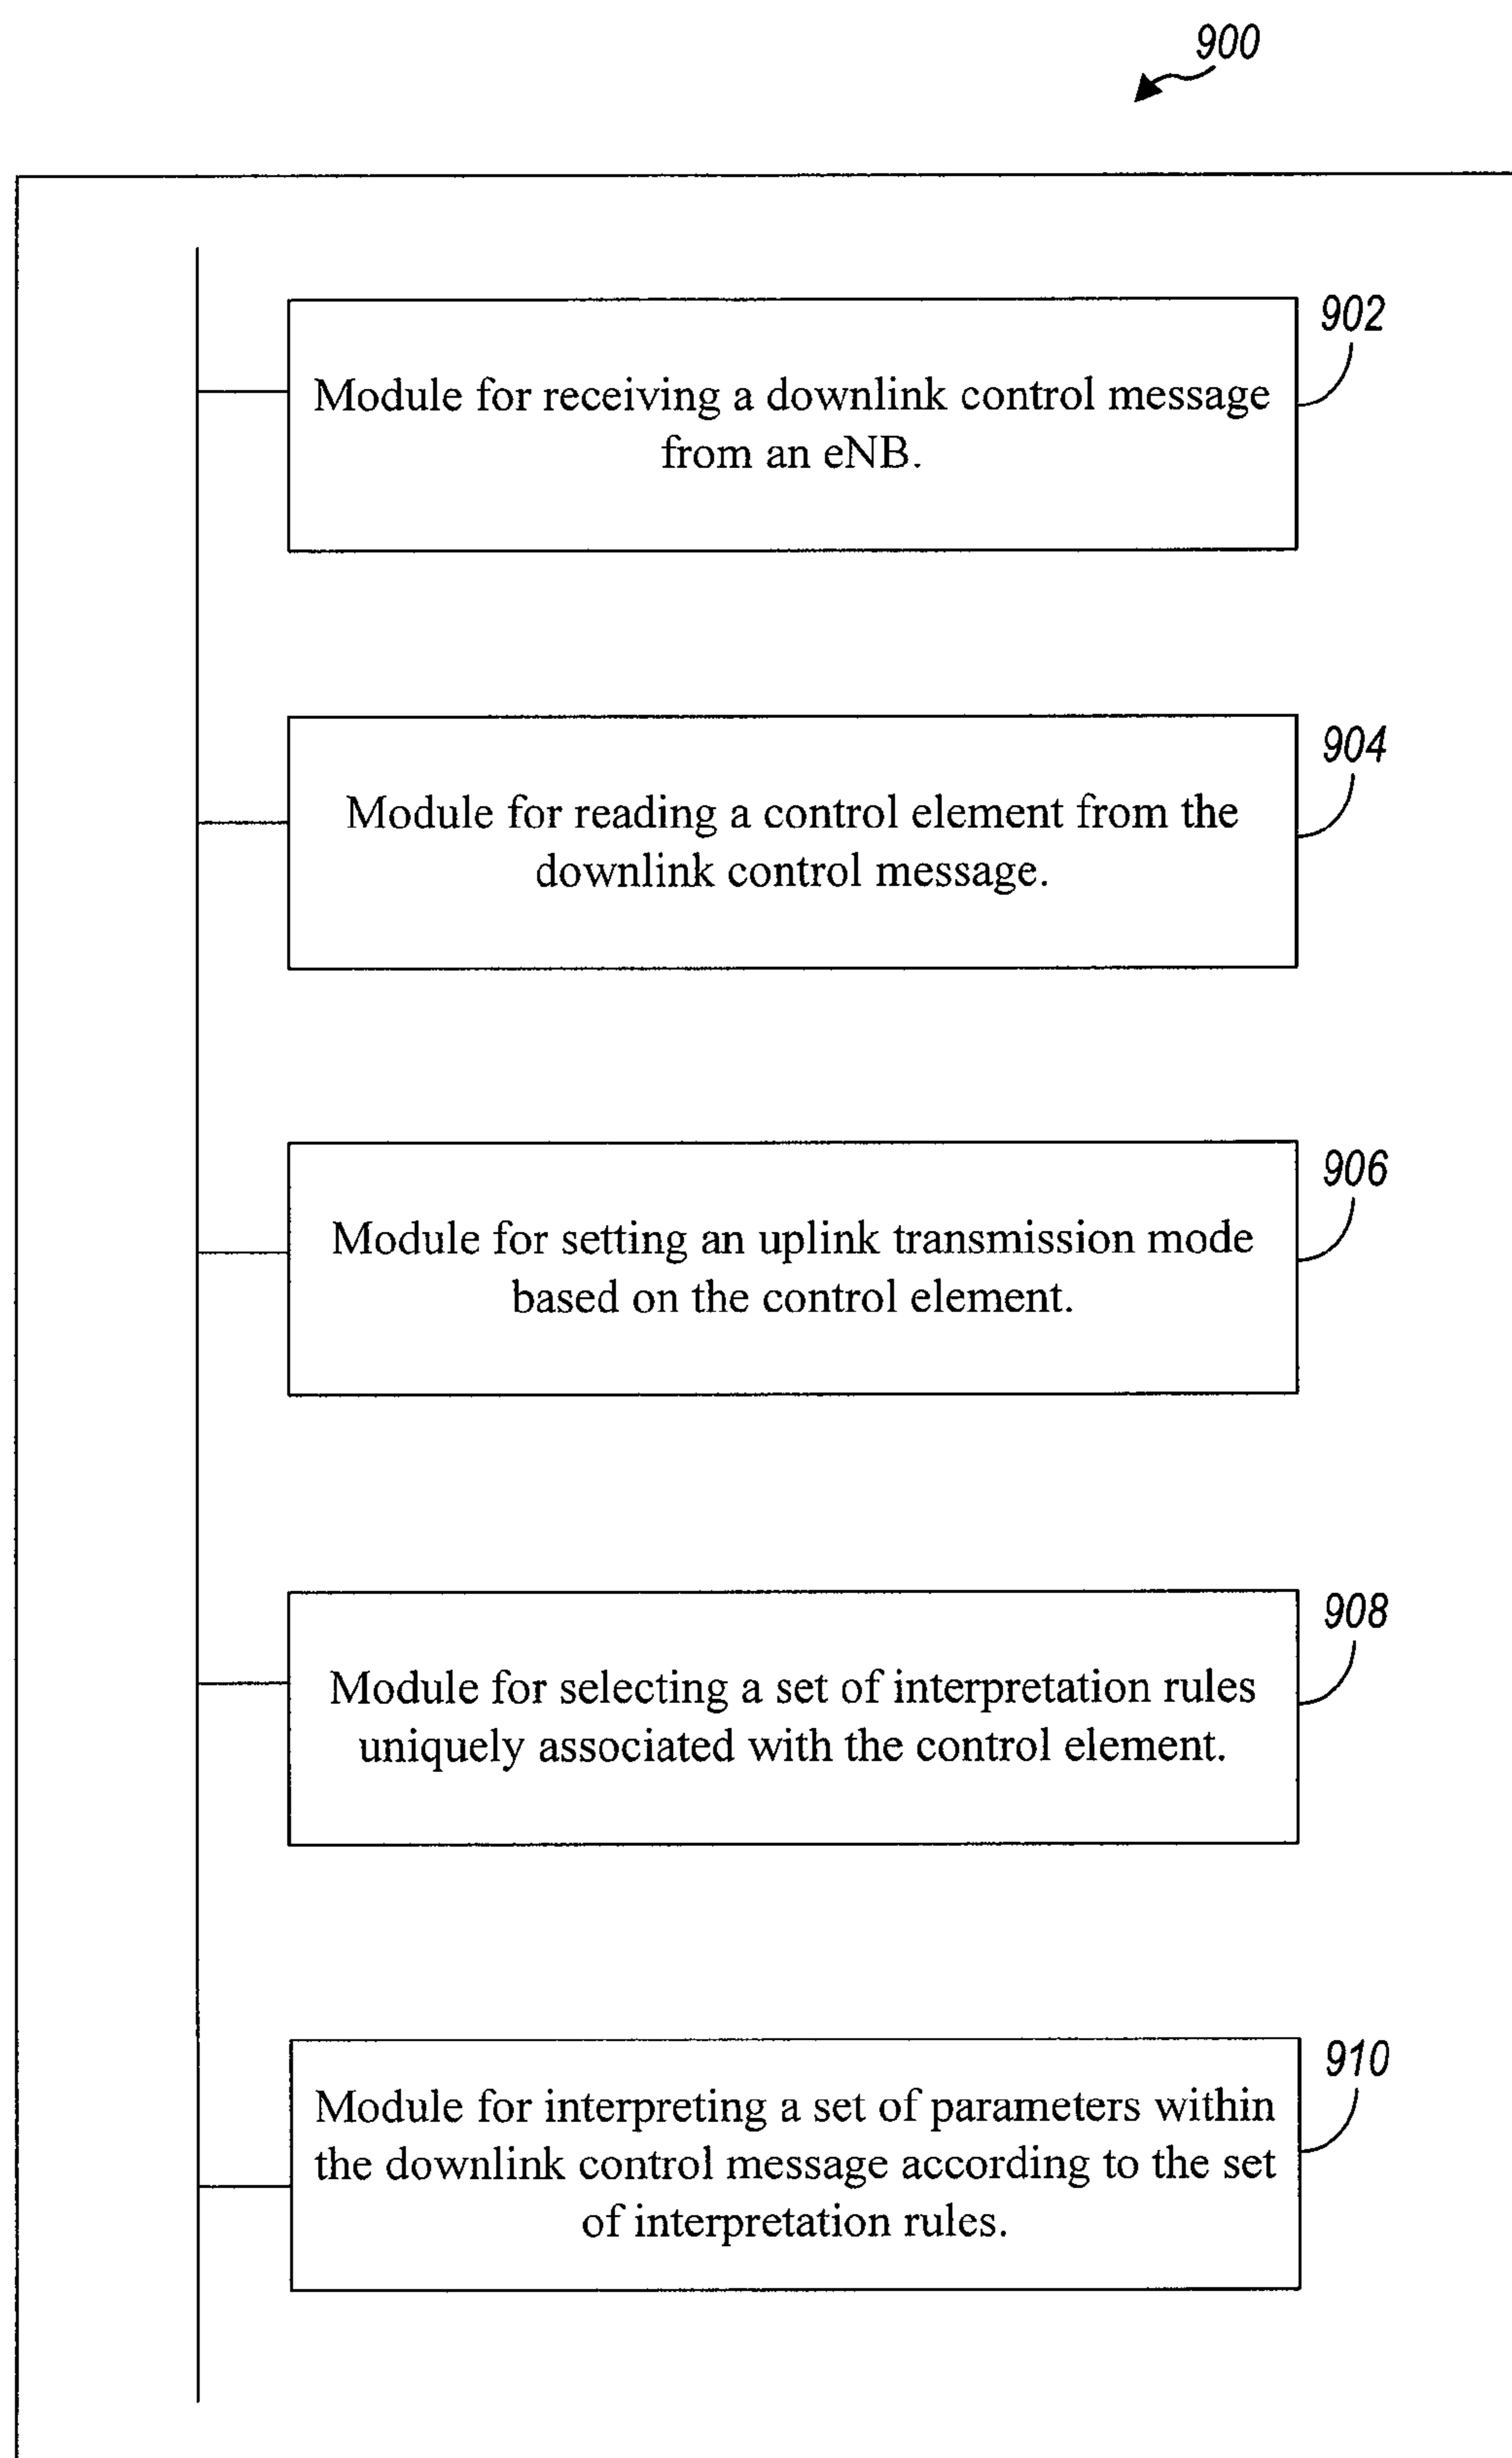 900
902
Module for receiving a downlink control message
from an eNB.
904
Module for reading a control element from the
downlink control message.
906
Module for setting an uplink transmission mode
based on the control element.
908
Module for selecting a set of interpretation rules
uniquely associated with the control element.
910
Module for interpreting a set of parameters within
the downlink control message according to the set
of interpretation rules.